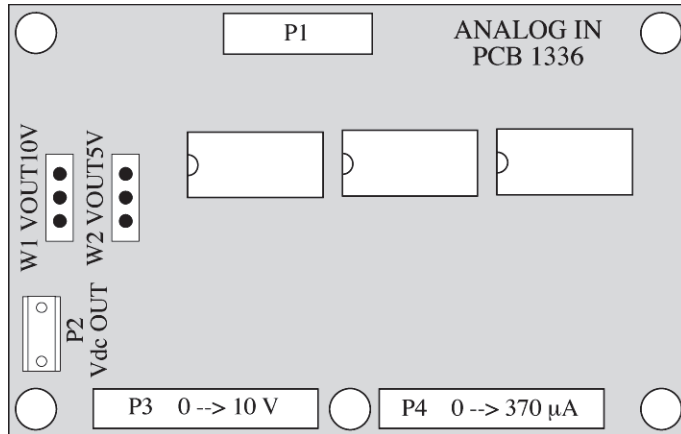 P1
ANALOG IN
PCB 1336
W1 VOUT10V
W2 VOUT5V
P2
Vdc OUT
P3 0 --> 10 V
P4 0 --> 370 µA